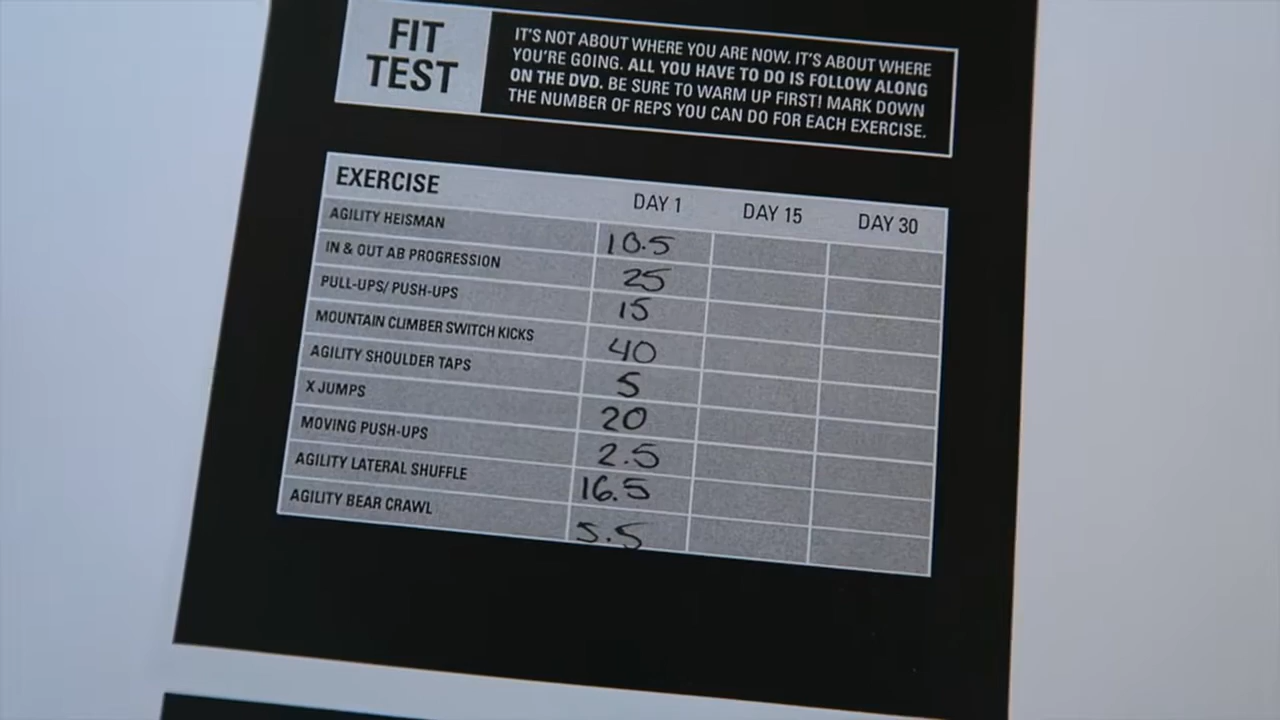 FIT
TEST
IT'S NOT ABOUT WHERE YOU ARE NOW. IT'S ABOUT WHERE
YOU'RE GOING. ALL YOU HAVE TO DO IS FOLLOW ALONG
ON THE DVD. BE SURE TO WARM UP FIRST! MARK DOWN
THE NUMBER OF REPS YOU CAN DO FOR EACH EXERCISE.
EXERCISE DAY 1 DAY 15 DAY 30
AGILITY HEISMAN 10.5
IN & OUT AB PROGRESSION 25
PULL-UPS/ PUSH-UPS 15
MOUNTAIN CLIMBER SWITCH KICKS 40
AGILITY SHOULDER TAPS 5
X JUMPS 20
MOVING PUSH-UPS 2.5
AGILITY LATERAL SHUFFLE 16.5
AGILITY BEAR CRAWL 5.5